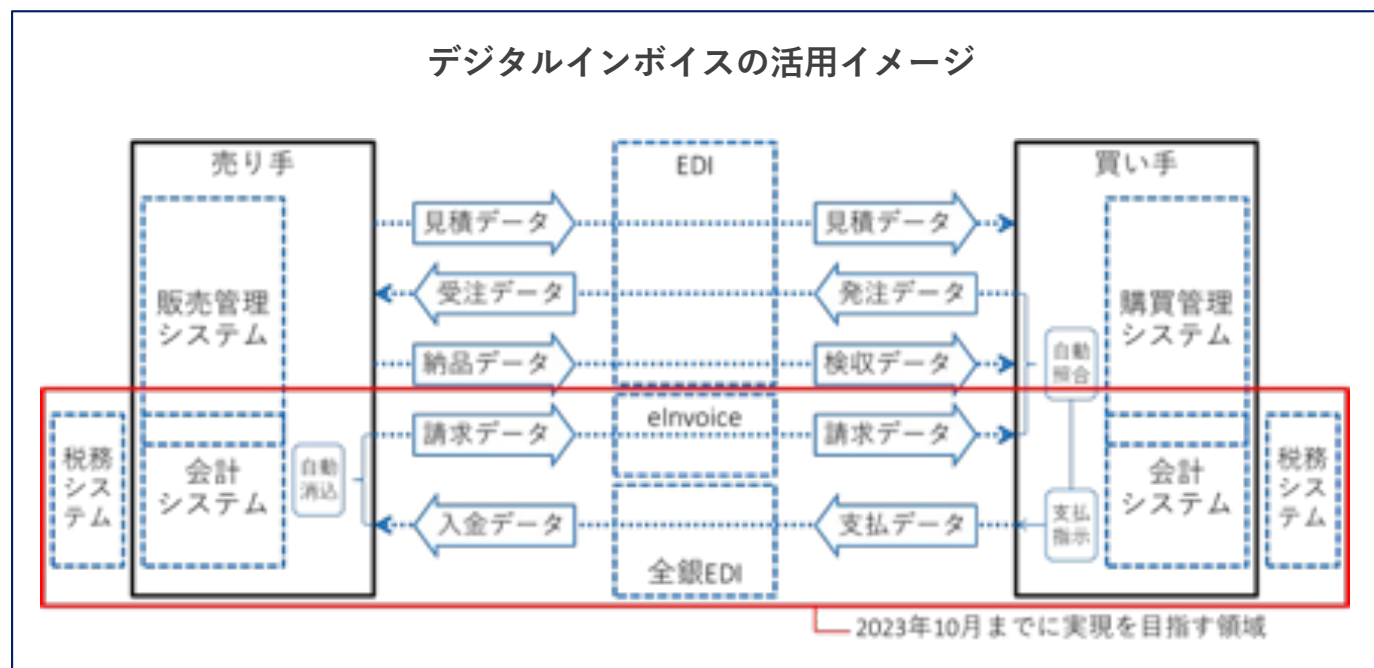 デジタルインボイスの活用イメージ
売り手
EDI
買い手
見積データ
見積データ
受注データ
発注データ
販売管理
システム
購買管理
システム
納品データ
検収データ
自動
照合
eInvoice
請求データ
請求データ
税務
システム
会計
システム
自動
消込
会計
システム
税務
システム
入金データ
支払データ
支払
指示
全銀EDI
2023年10月までに実現を目指す領域